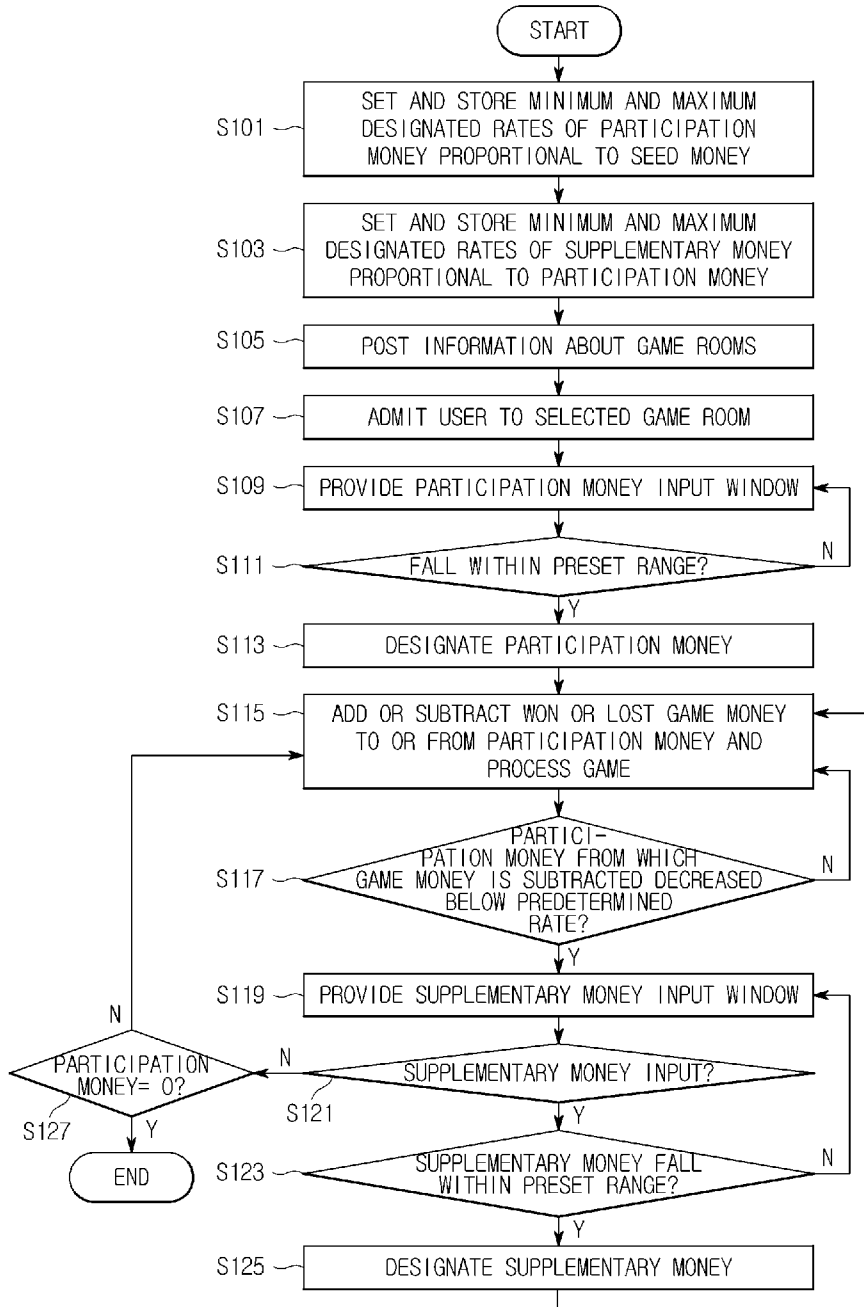 START
S101
SET AND STORE MINIMUM AND MAXIMUM
DESIGNATED RATES OF PARTICIPATION
MONEY PROPORTIONAL TO SEED MONEY
S103
SET AND STORE MINIMUM AND MAXIMUM
DESIGNATED RATES OF SUPPLEMENTARY MONEY
PROPORTIONAL TO PARTICIPATION MONEY
S105
POST INFORMATION ABOUT GAME ROOMS
S107
ADMIT USER TO SELECTED GAME ROOM
S109
PROVIDE PARTICIPATION MONEY INPUT WINDOW
S111
FALL WITHIN PRESET RANGE?
N
Y
S113
DESIGNATE PARTICIPATION MONEY
S115
ADD OR SUBTRACT WON OR LOST GAME MONEY
TO OR FROM PARTICIPATION MONEY AND
PROCESS GAME
S117
PARTICI-
PATION MONEY FROM WHICH
GAME MONEY IS SUBTRACTED DECREASED
BELOW PREDETERMINED
RATE?
N
Y
S119
PROVIDE SUPPLEMENTARY MONEY INPUT WINDOW
S121
SUPPLEMENTARY MONEY INPUT?
N
Y
PARTICIPATION
MONEY= 0?
N
S127
Y
END
S123
SUPPLEMENTARY MONEY FALL
WITHIN PRESET RANGE?
N
Y
S125
DESIGNATE SUPPLEMENTARY MONEY